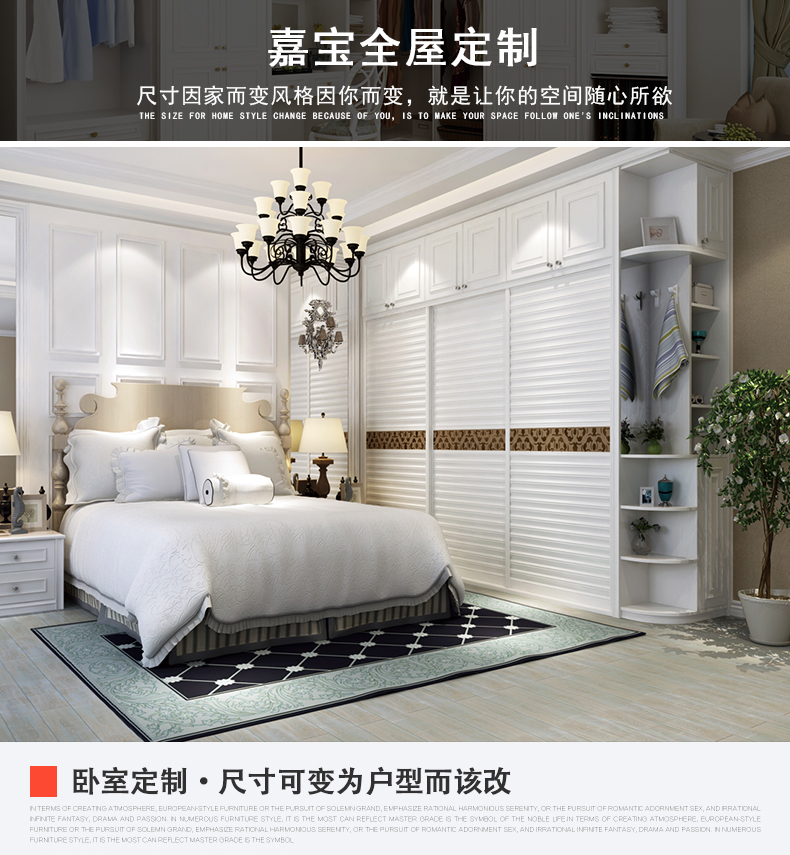 嘉宝全屋定制
尺寸因家而变风格因你而变，就是让你的空间随心所欲
THE SIZE FOR HOME STYLE CHANGE BECAUSE OF YOU, IS TO MAKE YOUR SPACE FOLLOW ONE'S INCLINATIONS
卧室定制·尺寸可变为户型而该改
IN TERMS OF CREATING ATMOSPHERE, EUROPEAN-STYLE FURNITURE OR THE PURSUIT OF SOLEMN GRAND, EMPHASIZE RATIONAL HARMONIOUS SERENITY, OR THE PURSUIT OF ROMANTIC ADORNMENT SEX, AND IRRATIONAL
INFINITE FANTASY, DRAMA AND PASSION. IN NUMEROUS FURNITURE STYLE, IT IS THE MOST CAN REFLECT MASTER GRADE IS THE SYMBOL OF THE NOBLE LIFE.IN TERMS OF CREATING ATMOSPHERE, EUROPEAN-STYLE
FURNITURE OR THE PURSUIT OF SOLEMN GRAND, EMPHASIZE RATIONAL HARMONIOUS SERENITY, OR THE PURSUIT OF ROMANTIC ADORNMENT SEX, AND IRRATIONAL INFINITE FANTASY, DRAMA AND PASSION. IN NUMEROUS
FURNITURE STYLE, IT IS THE MOST CAN REFLECT MASTER GRADE IS THE SYMBOL